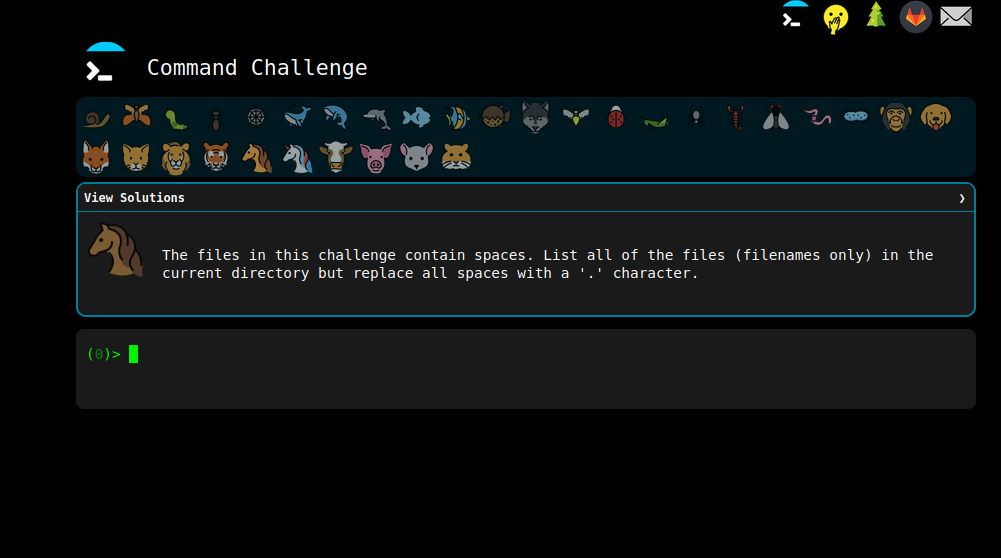 Command Challenge
View Solutions ❯
The files in this challenge contain spaces. List all of the files (filenames only) in the
current directory but replace all spaces with a '.' character.
(0)>